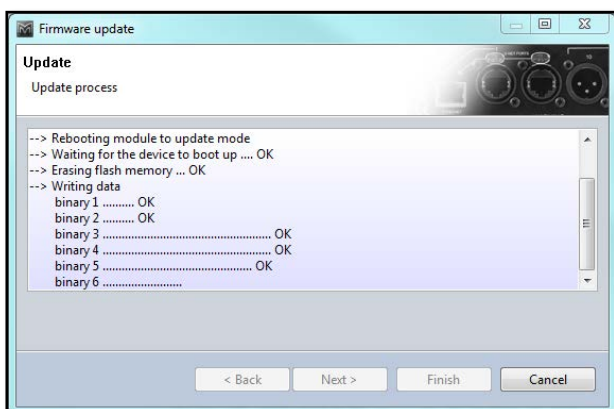 Firmware update
Update
Update process
--> Rebooting module to update mode
--> Waiting for the device to boot up .... OK
--> Erasing flash memory ... OK
--> Writing data
binary 1 .......... OK
binary 2 .......... OK
binary 3 ..................................................... OK
binary 4 ..................................................... OK
binary 5 ............................................... OK
binary 6 .........................
< Back Next > Finish Cancel